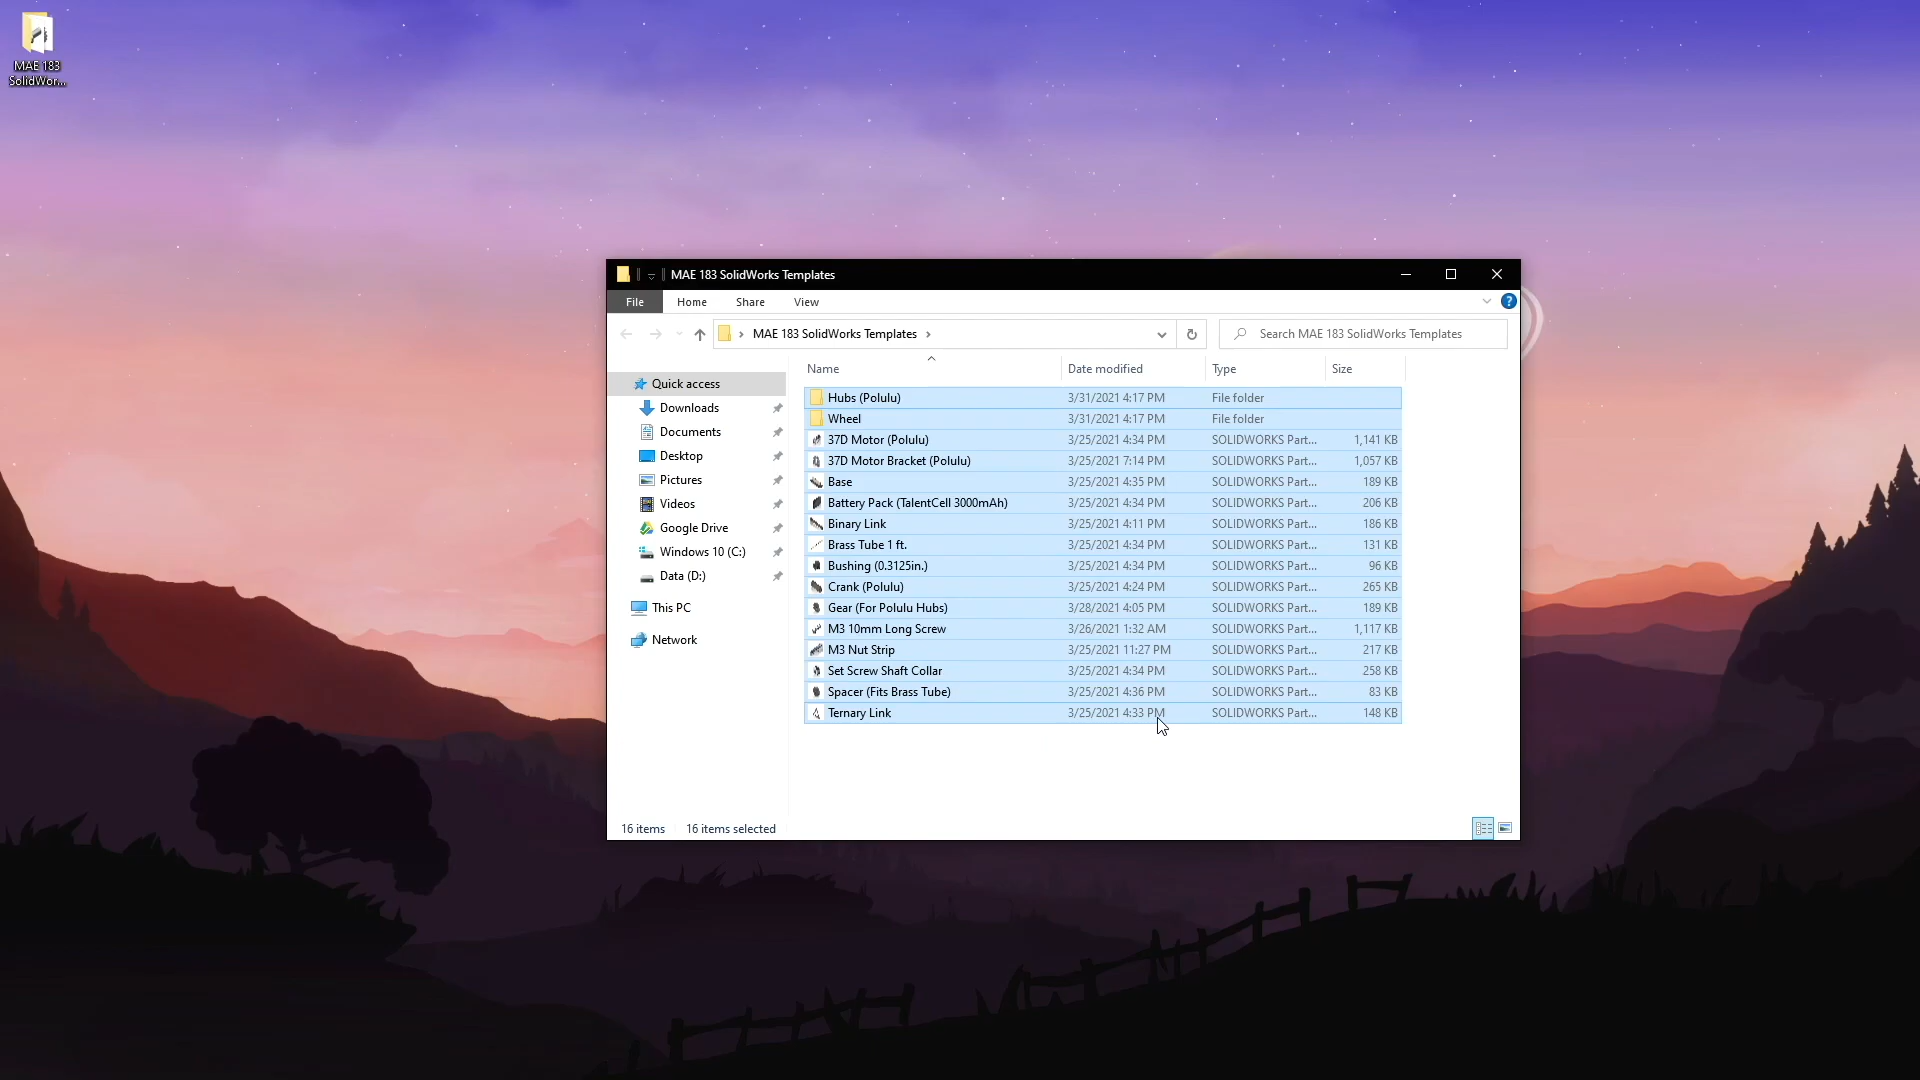 MAE 183
SolidWor...
MAE 183 SolidWorks Templates
File Home Share View
MAE 183 SolidWorks Templates
Search MAE 183 SolidWorks Templates
Quick access
Downloads
Documents
Desktop
Pictures
Videos
Google Drive
Windows 10 (C:)
Data (D:)
This PC
Network
Name Date modified Type Size
Hubs (Polulu) 3/31/2021 4:17 PM File folder
Wheel 3/31/2021 4:17 PM File folder
37D Motor (Polulu) 3/25/2021 4:34 PM SOLIDWORKS Part... 1,141 KB
37D Motor Bracket (Polulu) 3/25/2021 7:14 PM SOLIDWORKS Part... 1,057 KB
Base 3/25/2021 4:35 PM SOLIDWORKS Part... 189 KB
Battery Pack (TalentCell 3000mAh) 3/25/2021 4:34 PM SOLIDWORKS Part... 206 KB
Binary Link 3/25/2021 4:11 PM SOLIDWORKS Part... 186 KB
Brass Tube 1 ft. 3/25/2021 4:34 PM SOLIDWORKS Part... 131 KB
Bushing (0.3125in.) 3/25/2021 4:34 PM SOLIDWORKS Part... 96 KB
Crank (Polulu) 3/25/2021 4:24 PM SOLIDWORKS Part... 265 KB
Gear (For Polulu Hubs) 3/28/2021 4:05 PM SOLIDWORKS Part... 189 KB
M3 10mm Long Screw 3/26/2021 1:32 AM SOLIDWORKS Part... 1,117 KB
M3 Nut Strip 3/25/2021 11:27 PM SOLIDWORKS Part... 217 KB
Set Screw Shaft Collar 3/25/2021 4:34 PM SOLIDWORKS Part... 258 KB
Spacer (Fits Brass Tube) 3/25/2021 4:36 PM SOLIDWORKS Part... 83 KB
Ternary Link 3/25/2021 4:33 PM SOLIDWORKS Part... 148 KB
16 items 16 items selected